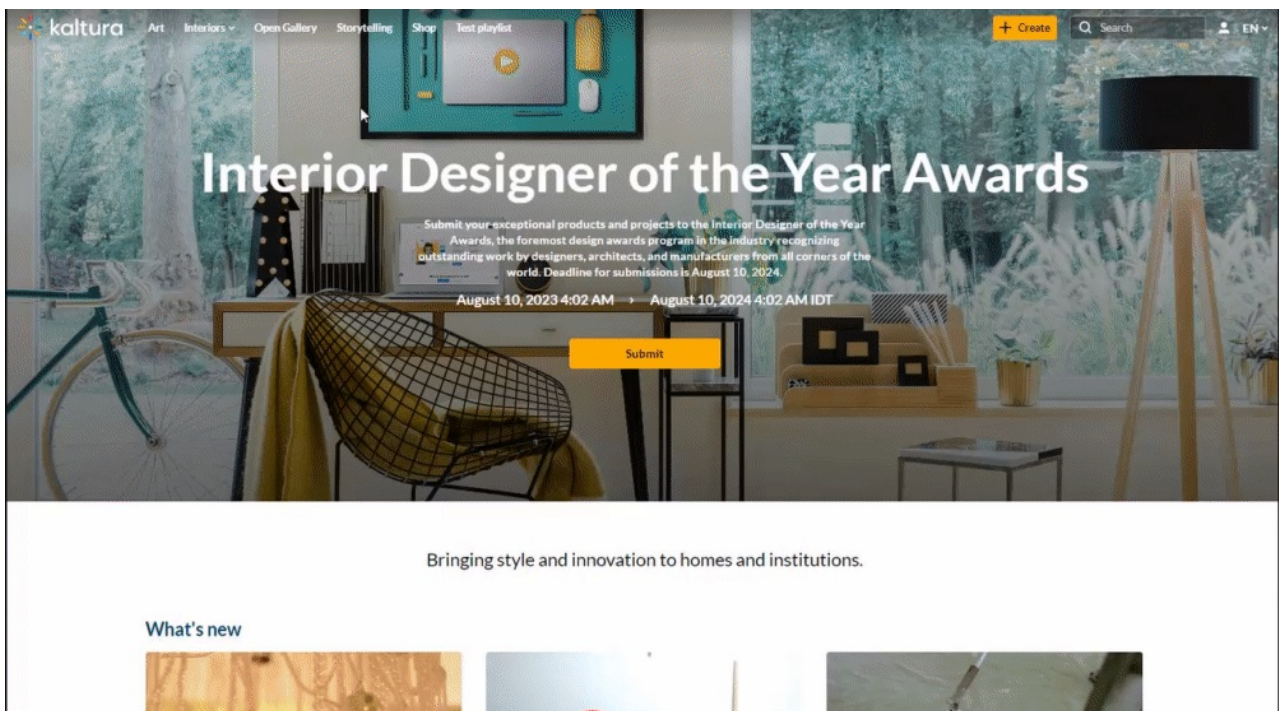 kaltura Art Interiors Open Gallery Storytelling Shop Test playlist + Create Search EN
Interior Designer of the Year Awards
Submit your exceptional products and projects to the Interior Designer of the Year
Awards, the foremost design awards program in the industry recognizing
outstanding work by designers, architects, and manufacturers from all corners of the
world. Deadline for submissions is August 10, 2024.
August 10, 2023 4:02 AM › August 10, 2024 4:02 AM IDT
Submit
Bringing style and innovation to homes and institutions.
What's new